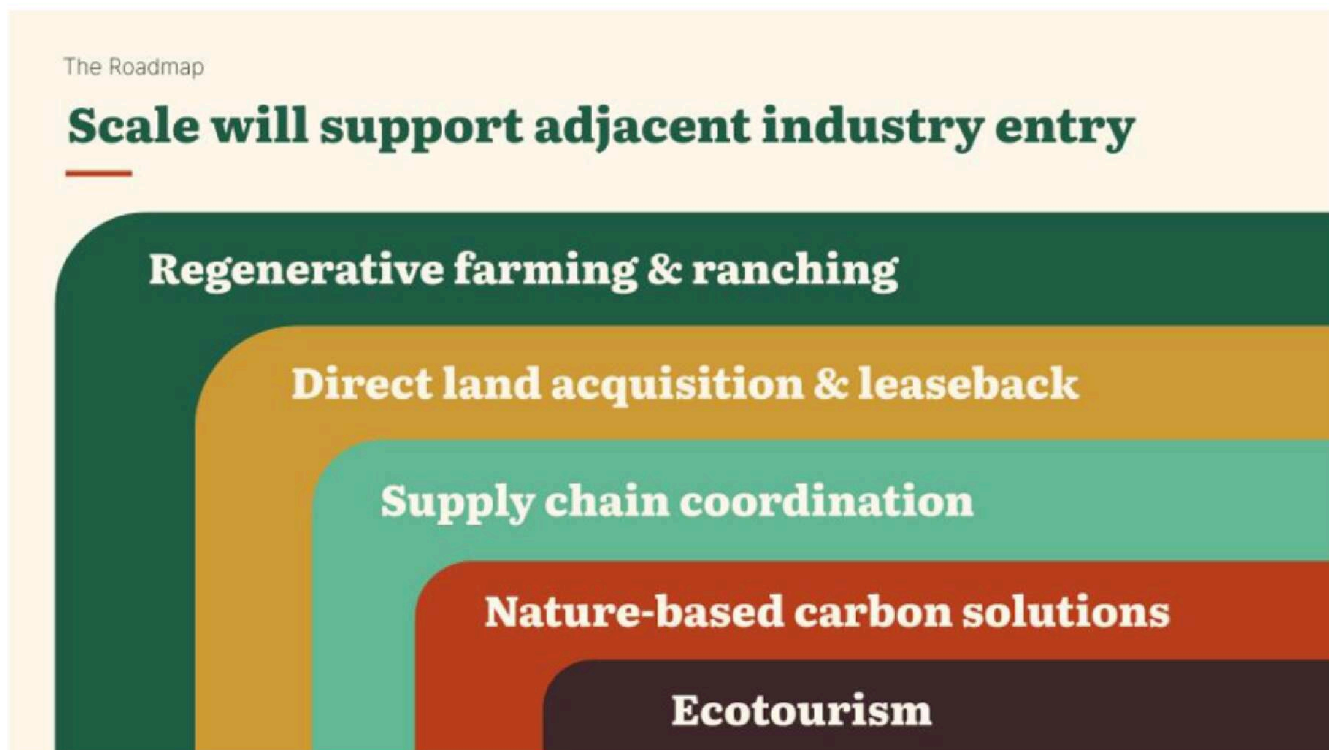 The Roadmap
Scale will support adjacent industry entry
Regenerative farming & ranching
Direct land acquisition & leaseback
Supply chain coordination
Nature-based carbon solutions
Ecotourism